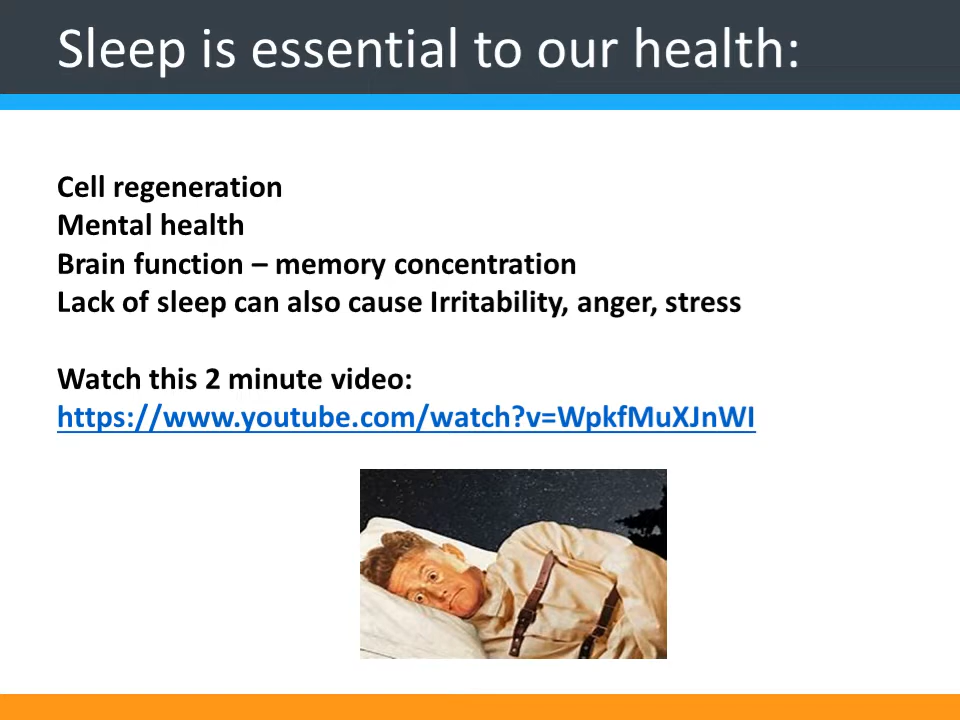 Sleep is essential to our health:
Cell regeneration
Mental health
Brain function – memory concentration
Lack of sleep can also cause Irritability, anger, stress
Watch this 2 minute video:
https://www.youtube.com/watch?v=WpkfMuXJnWI